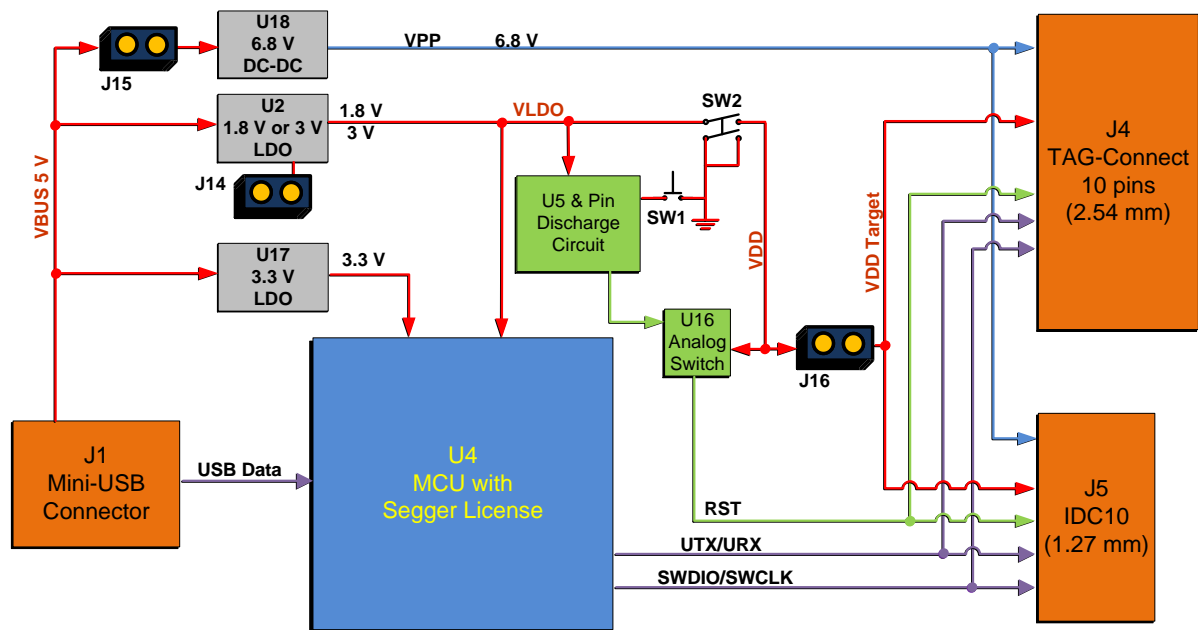 U18
6.8 V
DC-DC
J15
VPP
6.8 V
U2
1.8 V or 3 V
LDO
J14
1.8 V
3 V
VLDO
SW2
VBUS 5 V
U5 & Pin
Discharge
Circuit
SW1
VDD
U17
3.3 V
LDO
3.3 V
U16
Analog
Switch
J16
VDD Target
J4
TAG-Connect
10 pins
(2.54 mm)
J1
Mini-USB
Connector
USB Data
U4
MCU with
Segger License
RST
UTX/URX
SWDIO/SWCLK
J5
IDC10
(1.27 mm)